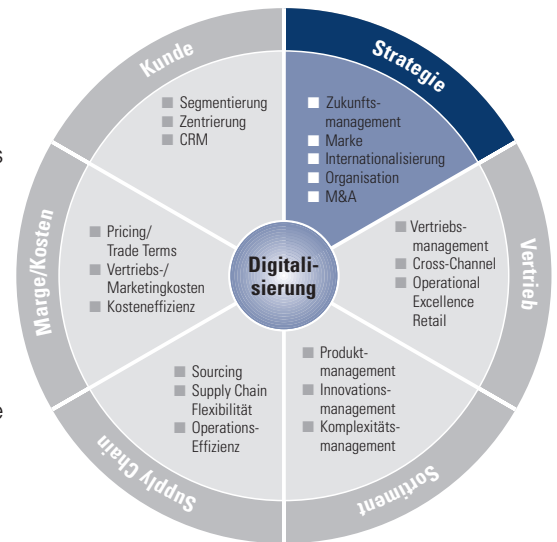 Kunde
Segmentierung
Zentrierung
CRM
Strategie
Zukunfts-
management
Marke
Internationalisierung
Organisation
M&A
Vertrieb
Vertriebs-
management
Cross-Channel
Operational
Excellence
Retail
Sortiment
Produkt-
management
Innovations-
management
Komplexitäts-
management
Supply Chain
Sourcing
Supply Chain
Flexibilität
Operations-
Effizienz
Marge/Kosten
Pricing/
Trade Terms
Vertriebs-/
Marketingkosten
Kosteneffizienz
Digitali-
sierung
s
e